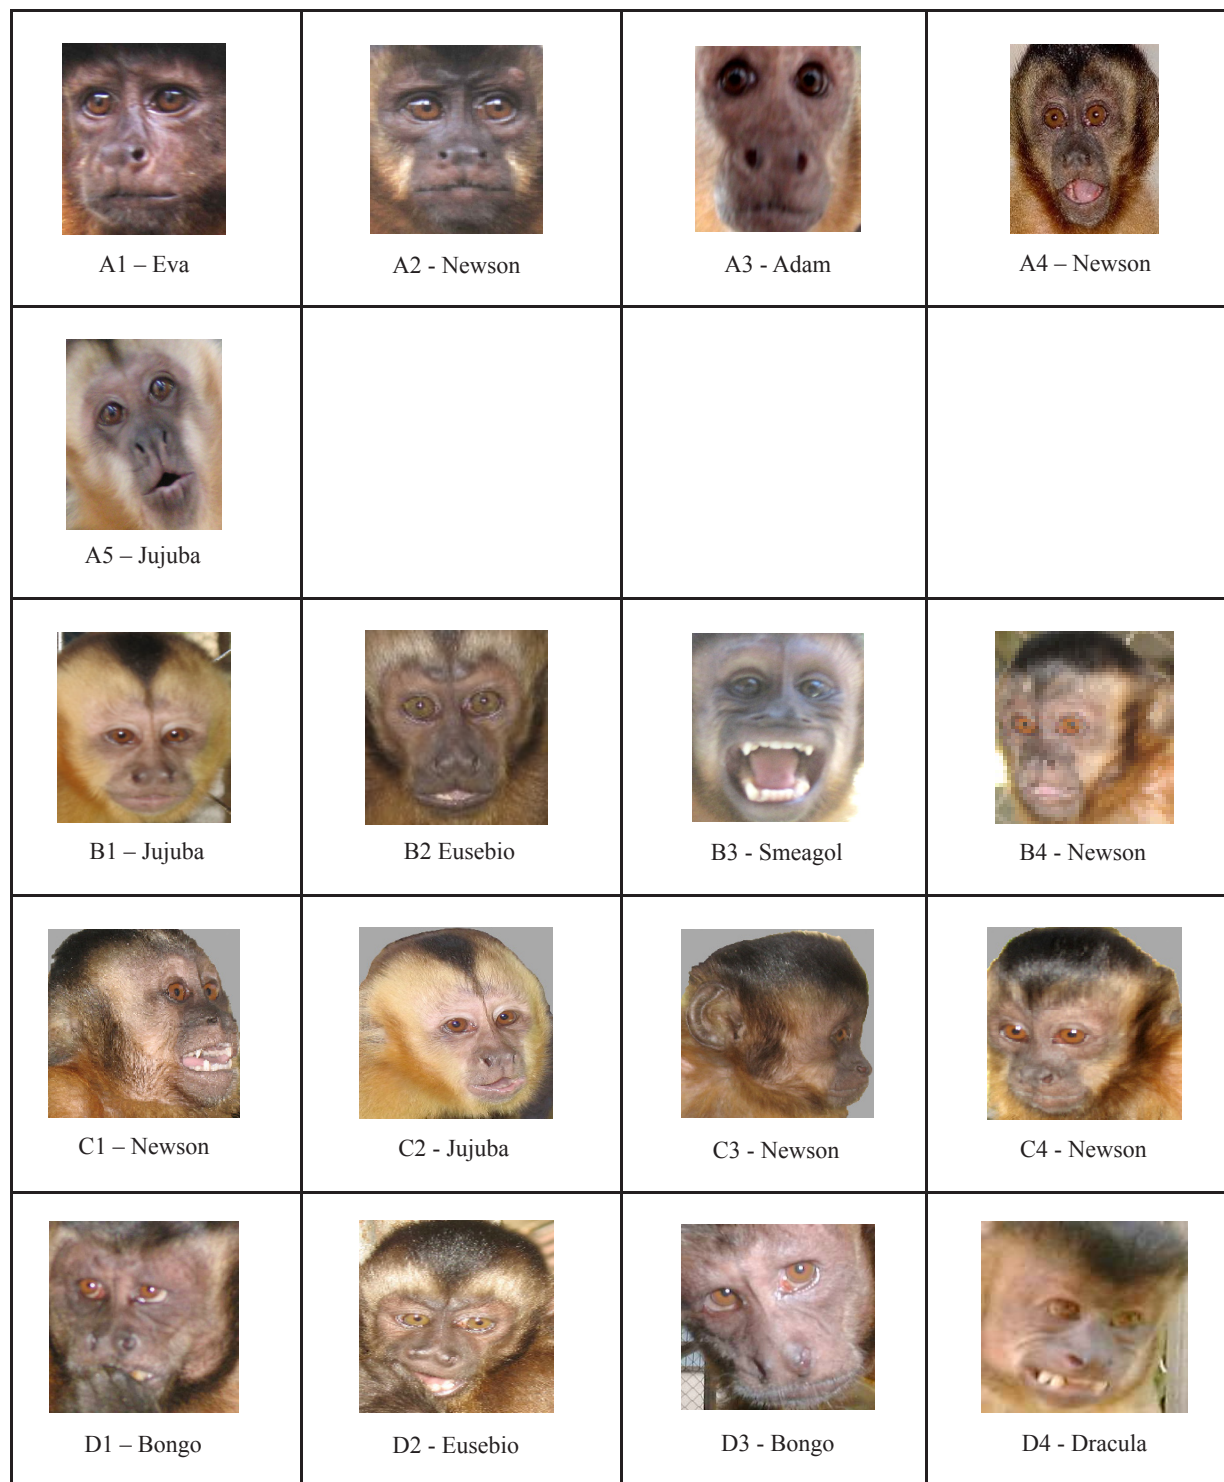 A1 – Eva
A2 - Newson
A3 - Adam
A4 – Newson
A5 – Jujuba
B1 – Jujuba
B2 Eusebio
B3 - Smeagol
B4 - Newson
C1 – Newson
C2 - Jujuba
C3 - Newson
C4 - Newson
D1 – Bongo
D2 - Eusebio
D3 - Bongo
D4 - Dracula